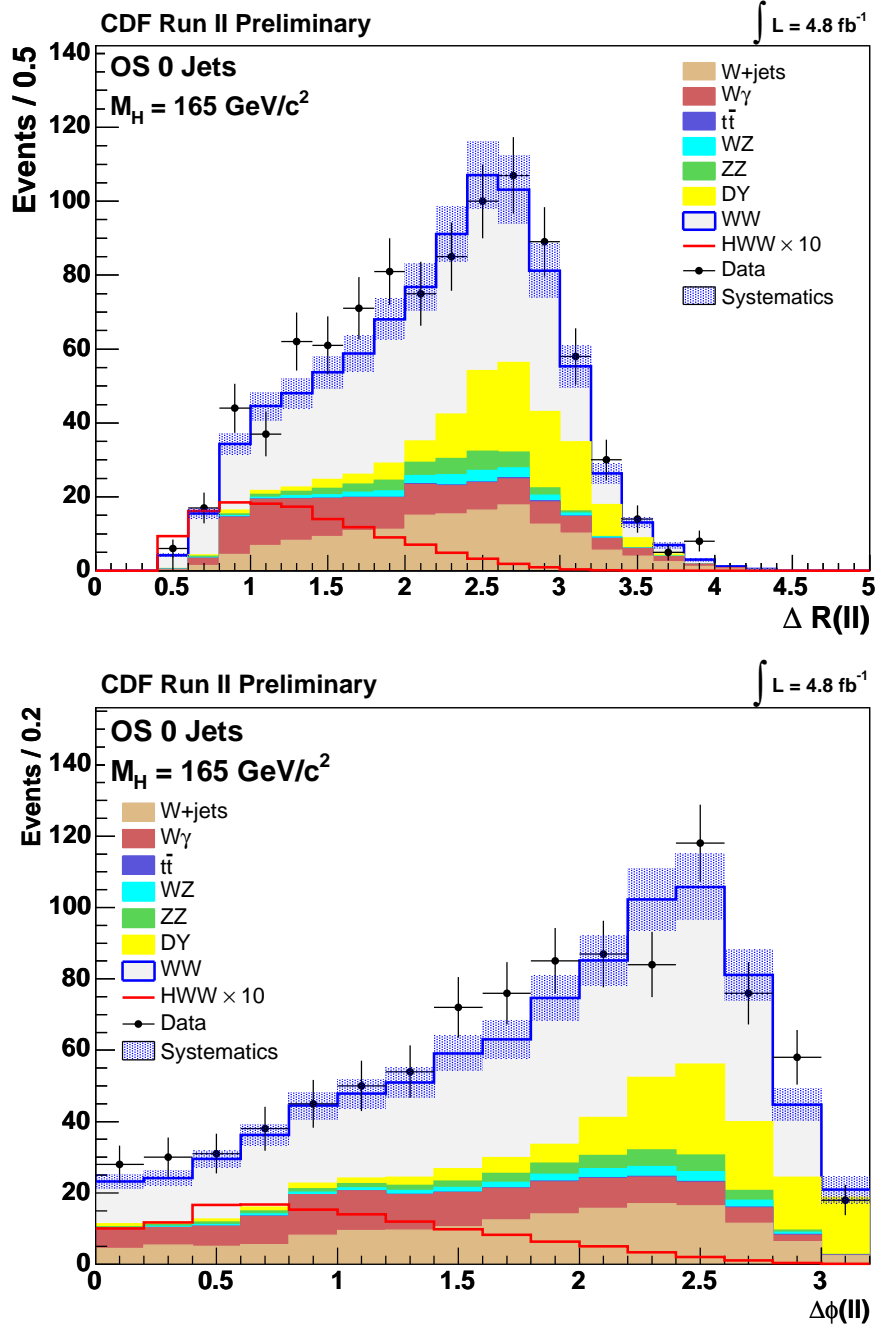 CDF Run II Preliminary
∫ L = 4.8 fb⁻¹
OS 0 Jets
M_H = 165 GeV/c²
W+jets
Wγ
tt̄
WZ
ZZ
DY
WW
HWW × 10
Data
Systematics
Events / 0.5
140
120
100
80
60
40
20
0
0 0.5 1 1.5 2 2.5 3 3.5 4 4.5 5
Δ R(ll)
CDF Run II Preliminary
∫ L = 4.8 fb⁻¹
OS 0 Jets
M_H = 165 GeV/c²
W+jets
Wγ
tt̄
WZ
ZZ
DY
WW
HWW × 10
Data
Systematics
Events / 0.2
140
120
100
80
60
40
20
0
0 0.5 1 1.5 2 2.5 3
Δϕ(ll)